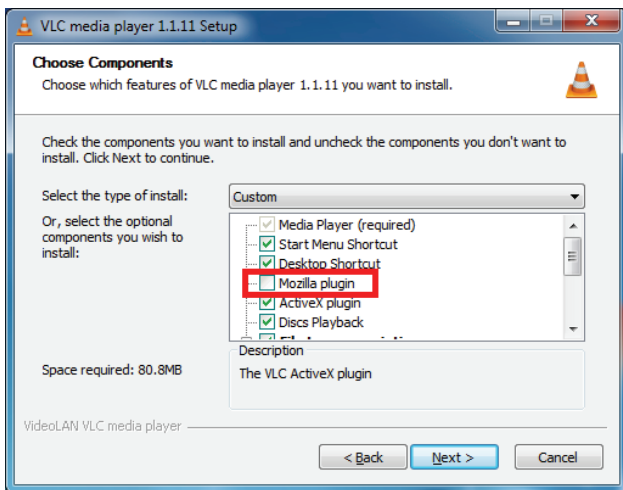 VLC media player 1.1.11 Setup
Choose Components
Choose which features of VLC media player 1.1.11 you want to install.
Check the components you want to install and uncheck the components you don't want to
install. Click Next to continue.
Select the type of install:
Custom
Or, select the optional
components you wish to
install:
Media Player (required)
Start Menu Shortcut
Desktop Shortcut
Mozilla plugin
ActiveX plugin
Discs Playback
Space required: 80.8MB
Description
The VLC ActiveX plugin
VideoLAN VLC media player
< Back
Next >
Cancel